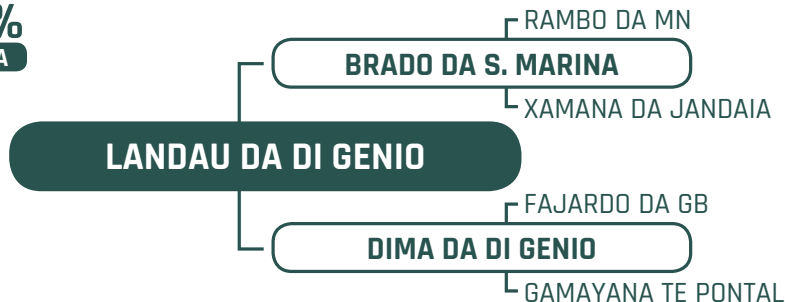 %
A
RAMBO DA MN
BRADO DA S. MARINA
XAMANA DA JANDAIA
LANDAU DA DI GENIO
FAJARDO DA GB
DIMA DA DI GENIO
GAMAYANA TE PONTAL